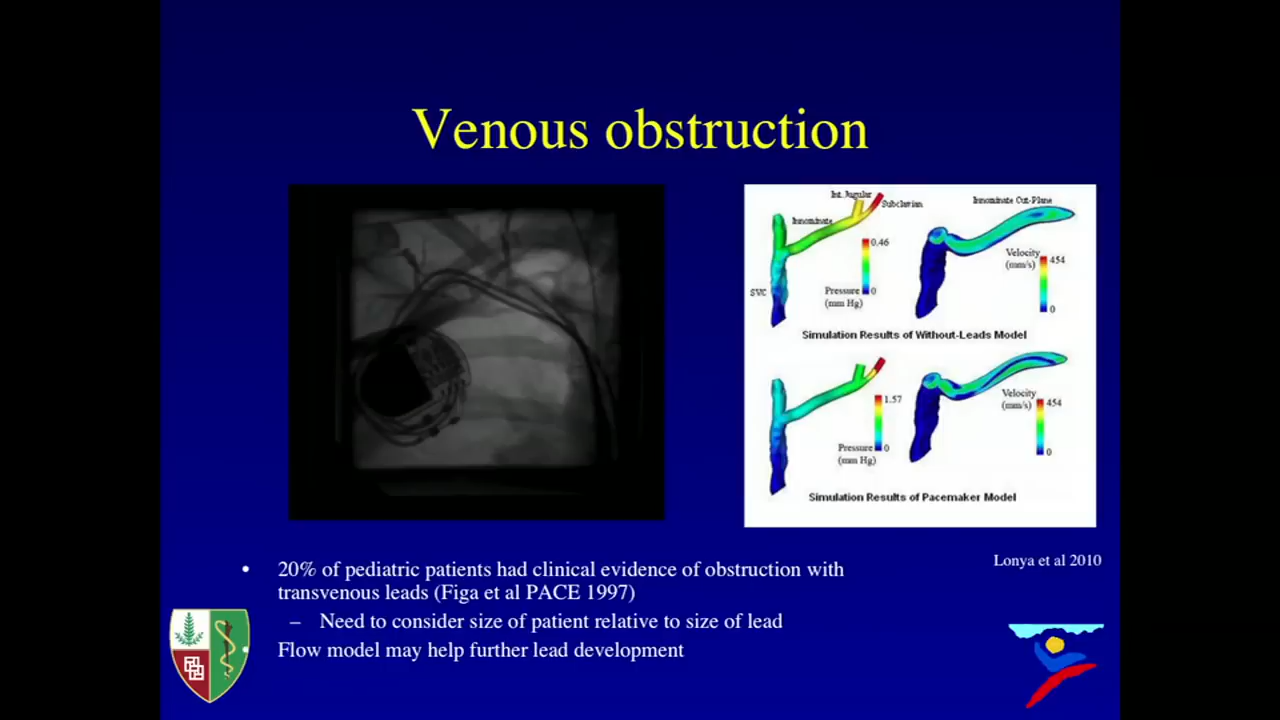 Venous obstruction
Int. Jugular
Subclavian
Innominate
0.46
SVC
Pressure 0
(mm Hg)
Innominate Cut-Plane
Velocity
(mm/s)
454
0
Simulation Results of Without-Leads Model
1.57
Pressure 0
(mm Hg)
Velocity
(mm/s)
454
0
Simulation Results of Pacemaker Model
Lonya et al 2010
• 20% of pediatric patients had clinical evidence of obstruction with
transvenous leads (Figa et al PACE 1997)
– Need to consider size of patient relative to size of lead
• Flow model may help further lead development